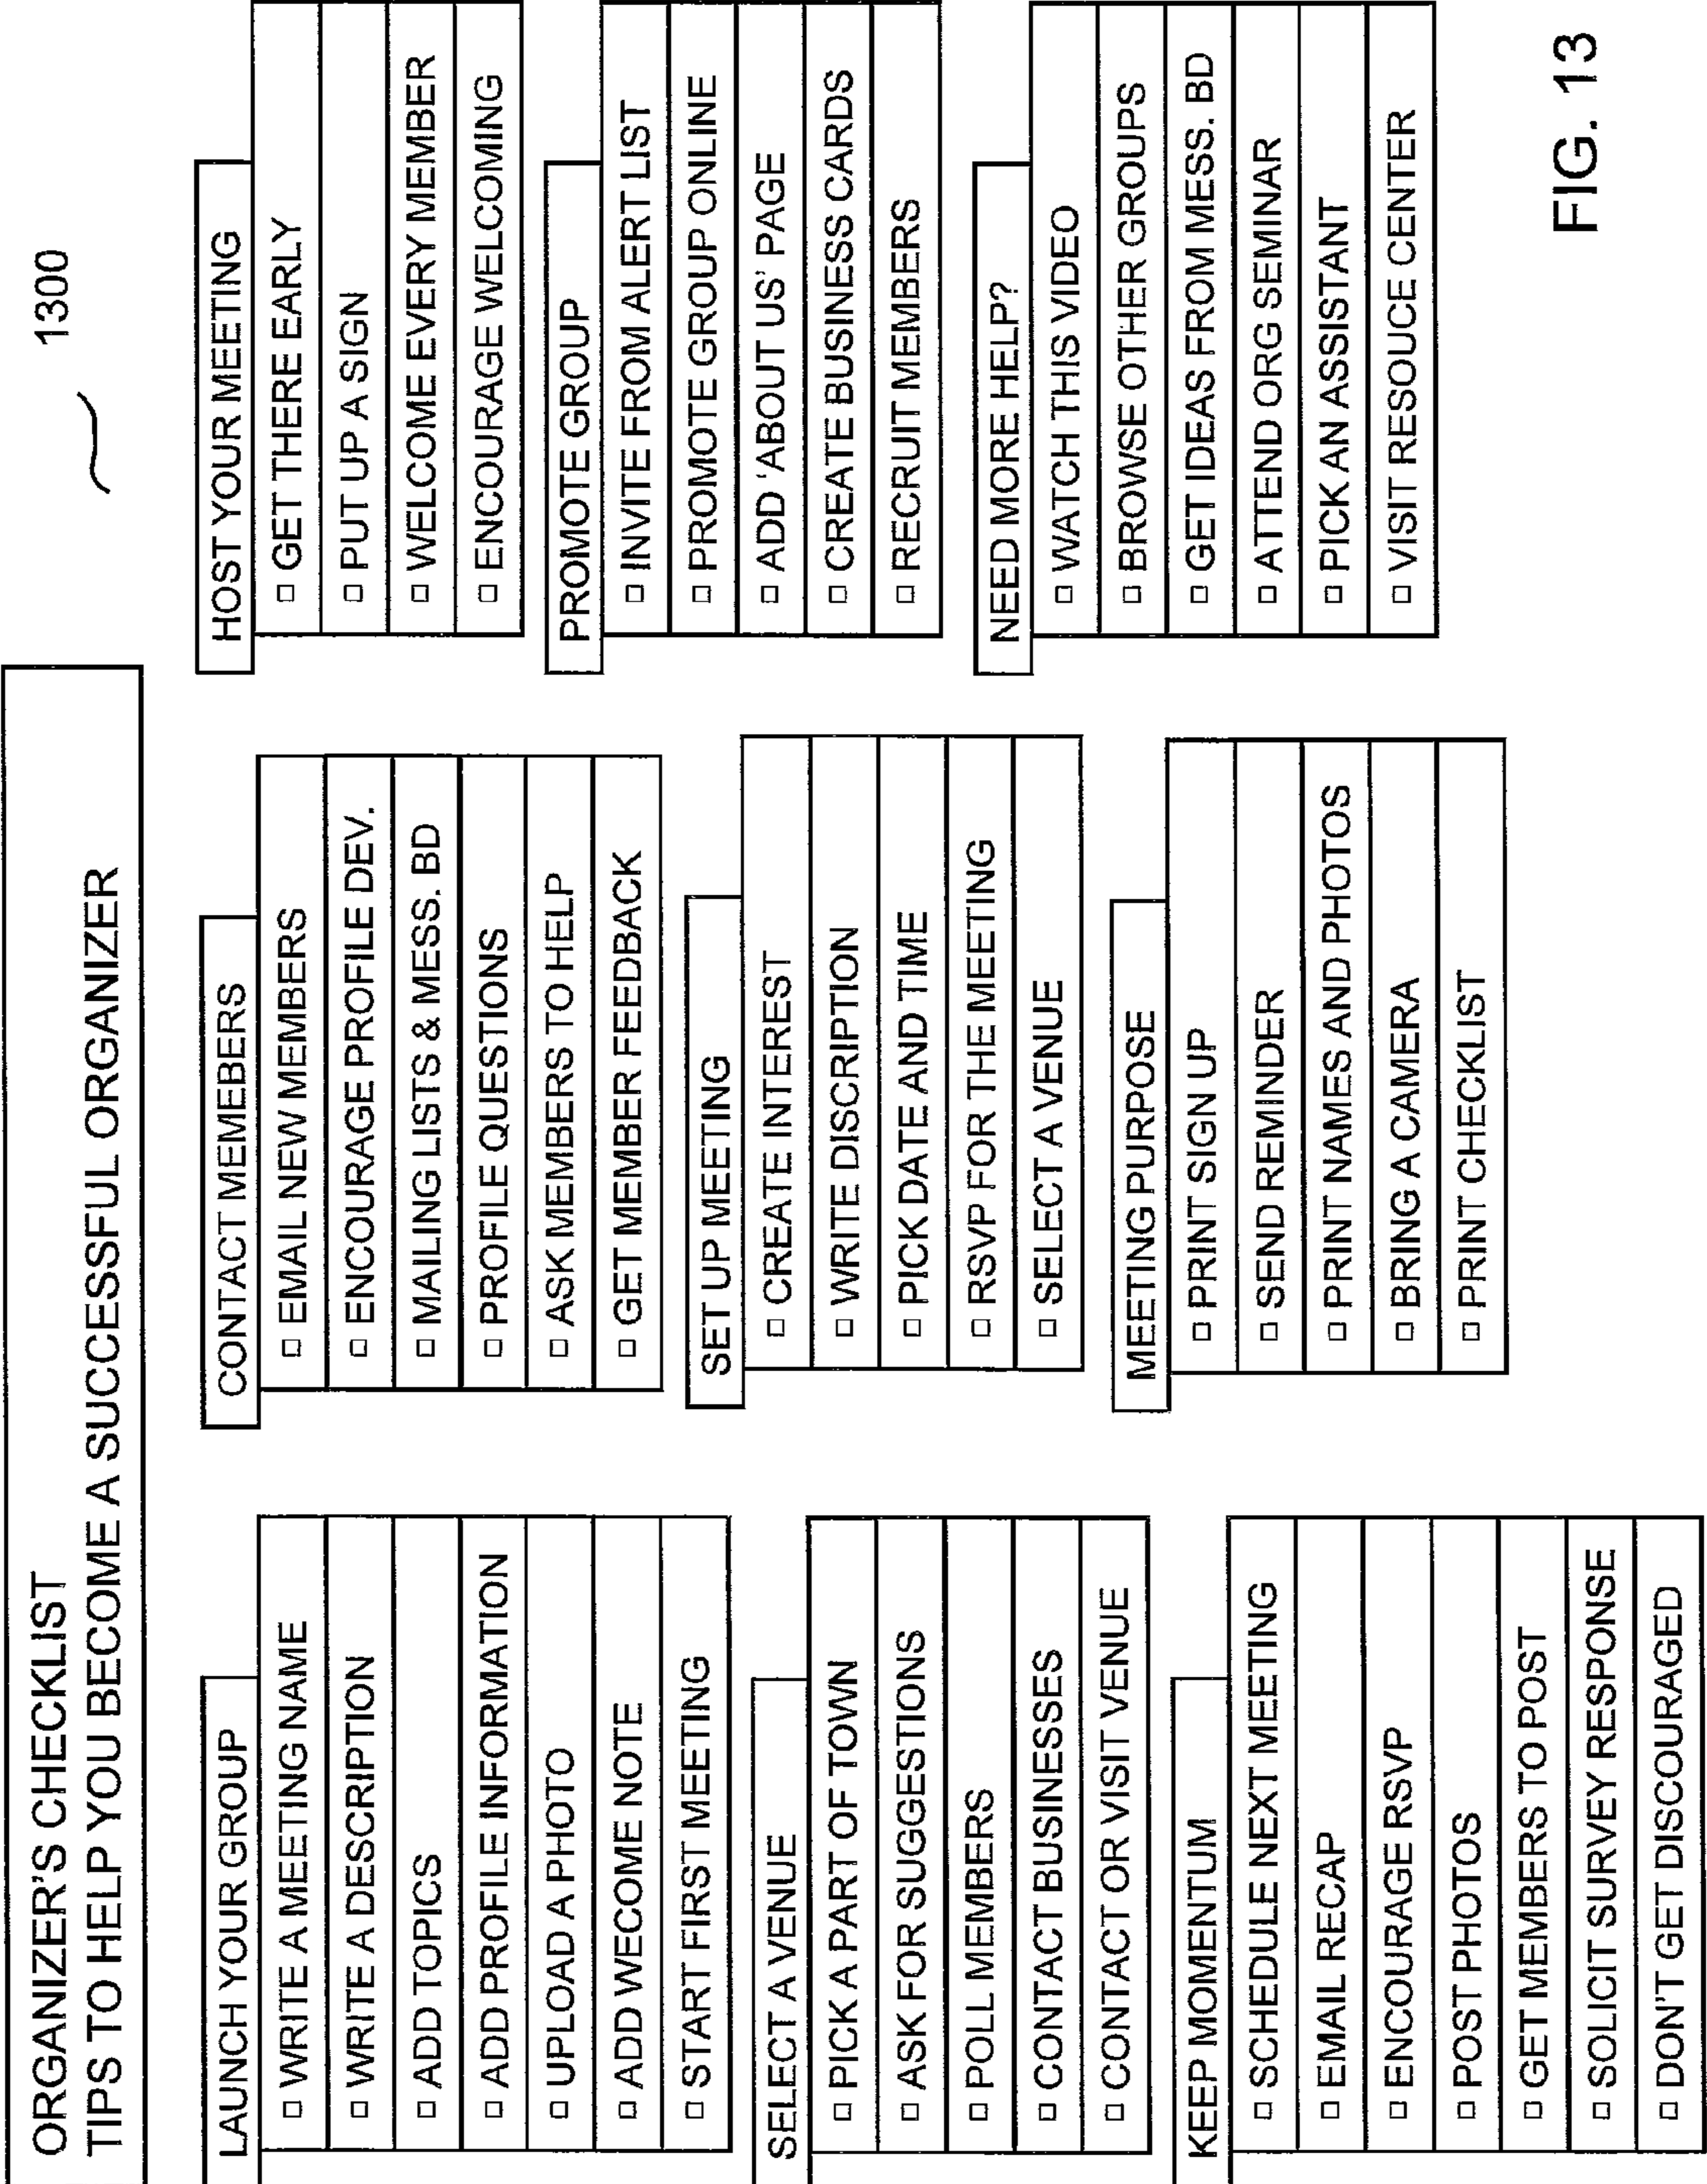 1300
ORGANIZER'S CHECKLIST
TIPS TO HELP YOU BECOME A SUCCESSFUL ORGANIZER
LAUNCH YOUR GROUP
WRITE A MEETING NAME
WRITE A DESCRIPTION
ADD TOPICS
ADD PROFILE INFORMATION
UPLOAD A PHOTO
ADD WECOME NOTE
START FIRST MEETING
SELECT A VENUE
PICK A PART OF TOWN
ASK FOR SUGGESTIONS
POLL MEMBERS
CONTACT BUSINESSES
CONTACT OR VISIT VENUE
KEEP MOMENTUM
SCHEDULE NEXT MEETING
EMAIL RECAP
ENCOURAGE RSVP
POST PHOTOS
GET MEMBERS TO POST
SOLICIT SURVEY RESPONSE
DON'T GET DISCOURAGED
CONTACT MEMEBERS
EMAIL NEW MEMBERS
ENCOURAGE PROFILE DEV.
MAILING LISTS & MESS. BD
PROFILE QUESTIONS
ASK MEMBERS TO HELP
GET MEMBER FEEDBACK
SET UP MEETING
CREATE INTEREST
WRITE DISCRIPTION
PICK DATE AND TIME
RSVP FOR THE MEETING
SELECT A VENUE
MEETING PURPOSE
PRINT SIGN UP
SEND REMINDER
PRINT NAMES AND PHOTOS
BRING A CAMERA
PRINT CHECKLIST
HOST YOUR MEETING
GET THERE EARLY
PUT UP A SIGN
WELCOME EVERY MEMBER
ENCOURAGE WELCOMING
PROMOTE GROUP
INVITE FROM ALERT LIST
PROMOTE GROUP ONLINE
ADD 'ABOUT US' PAGE
CREATE BUSINESS CARDS
RECRUIT MEMBERS
NEED MORE HELP?
WATCH THIS VIDEO
BROWSE OTHER GROUPS
GET IDEAS FROM MESS. BD
ATTEND ORG SEMINAR
PICK AN ASSISTANT
VISIT RESOUCE CENTER
FIG. 13